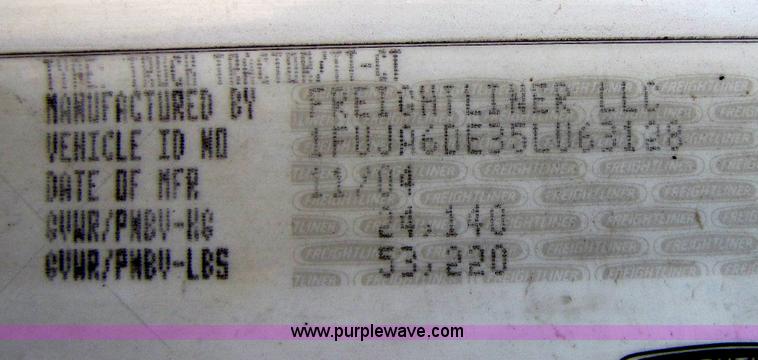 TYPE: TRUCK TRACTOR/TT-CT
MANUFACTURED BY FREIGHTLINER LLC
VEHICLE ID NO 1FUJA6DE35LU63128
DATE OF MFR 11/04
GVWR/PNBV-KG 24,140
GVWR/PNBV-LBS 53,220
www.purplewave.com